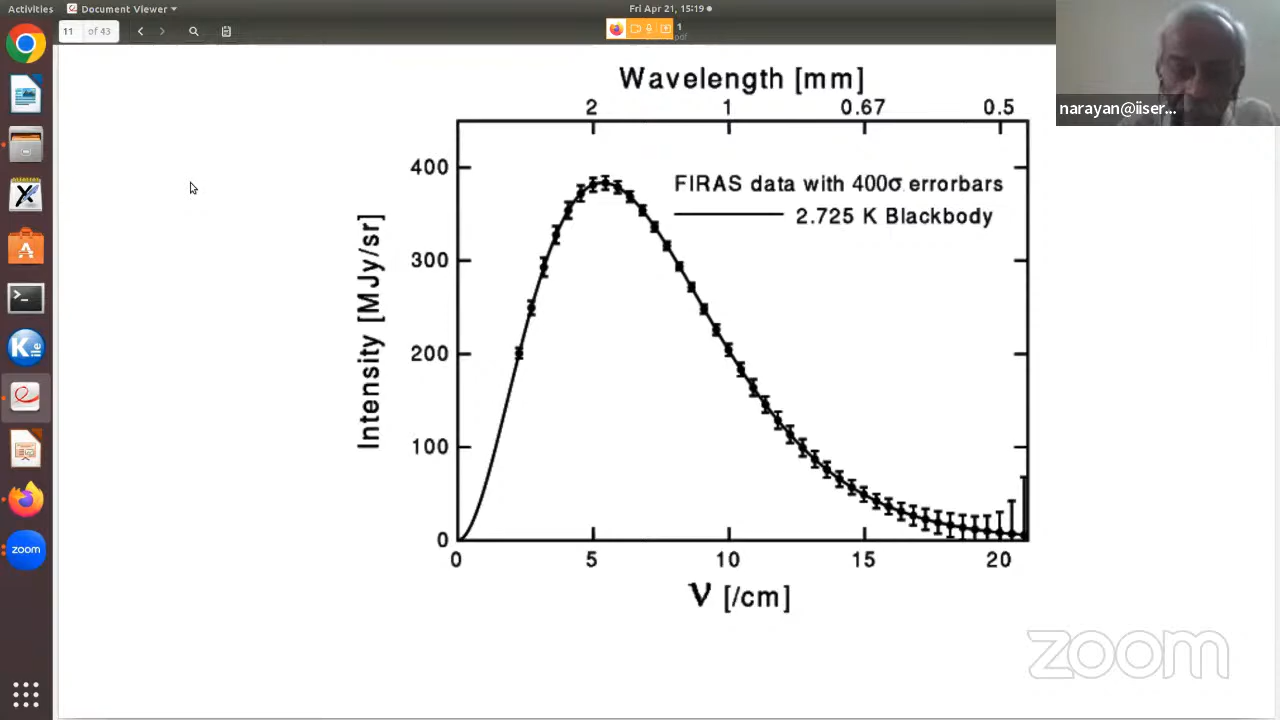 Activities
Document Viewer
Fri Apr 21, 15:19
1
11
of 43
.pdf
narayan@iiser...
Wavelength [mm]
2 1 0.67 0.5
400
300
200
100
0
Intensity [MJy/sr]
FIRAS data with 400σ errorbars
2.725 K Blackbody
0 5 10 15 20
ν [/cm]
zoom
zoom